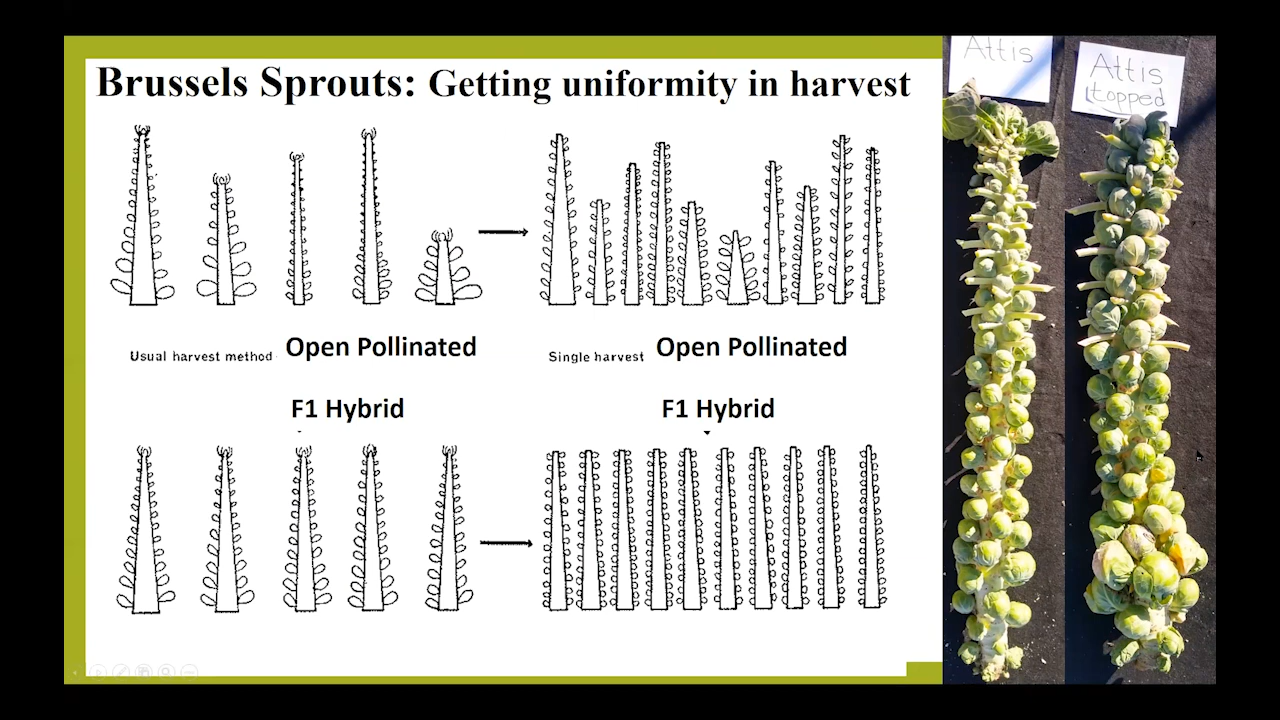 Brussels Sprouts: Getting uniformity in harvest
Usual harvest method Open Pollinated
Single harvest Open Pollinated
F1 Hybrid
F1 Hybrid
Attis
Attis
topped